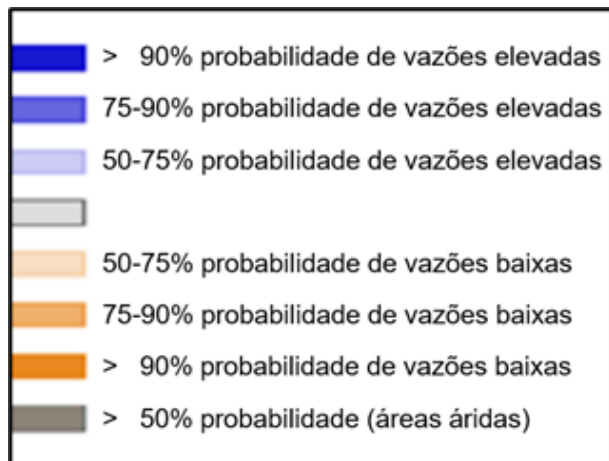 > 90% probabilidade de vazões elevadas
75-90% probabilidade de vazões elevadas
50-75% probabilidade de vazões elevadas
50-75% probabilidade de vazões baixas
75-90% probabilidade de vazões baixas
> 90% probabilidade de vazões baixas
> 50% probabilidade (áreas áridas)